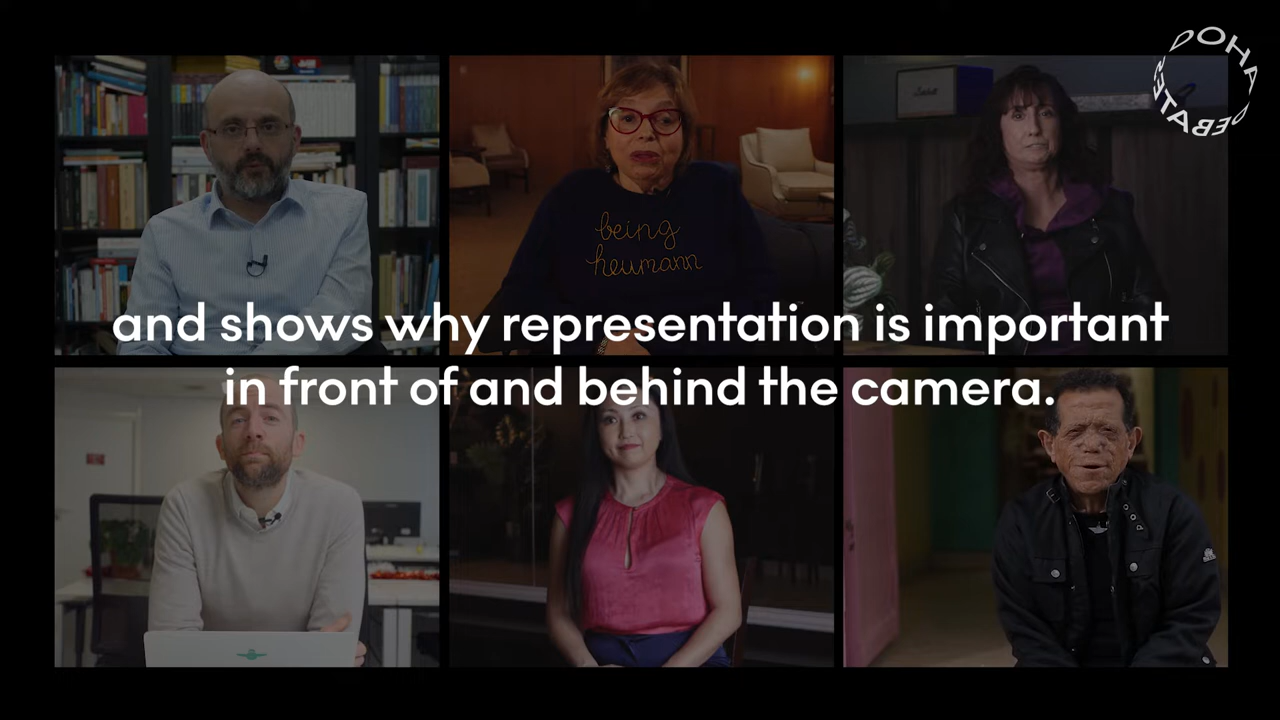 DOHA DEBATES
being
heumann
and shows why representation is important
in front of and behind the camera.